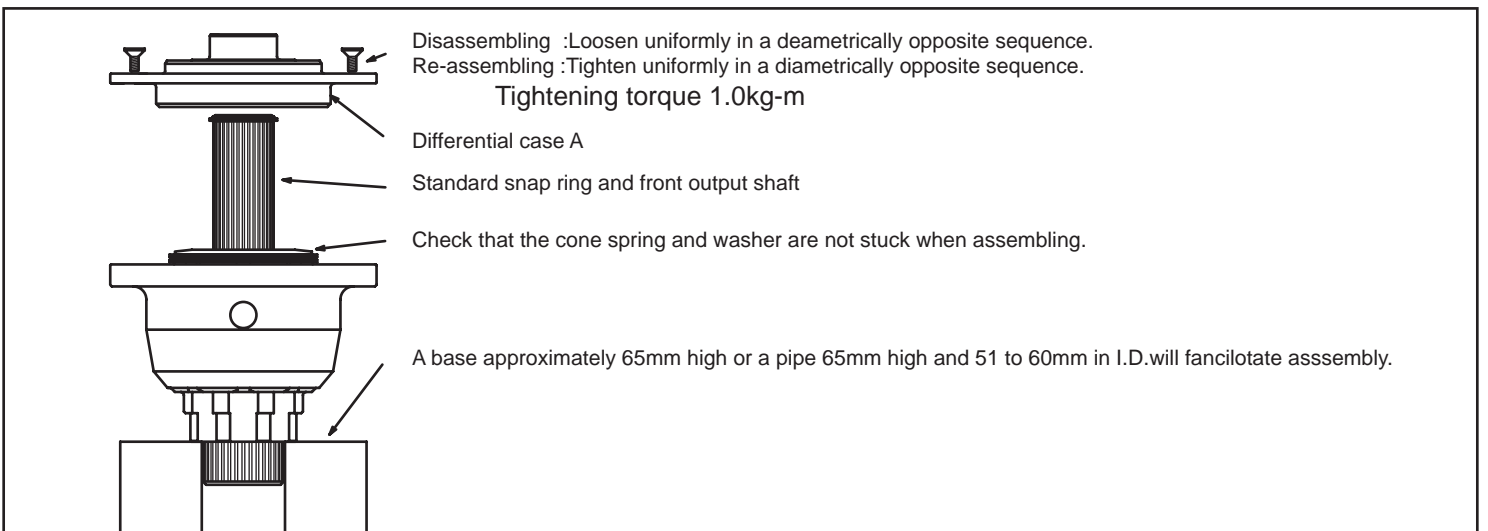 Disassembling :Loosen uniformly in a deametrically opposite sequence.
Re-assembling :Tighten uniformly in a diametrically opposite sequence.
Tightening torque 1.0kg-m
Differential case A
Standard snap ring and front output shaft
Check that the cone spring and washer are not stuck when assembling.
A base approximately 65mm high or a pipe 65mm high and 51 to 60mm in I.D.will fancilotate asssembly.